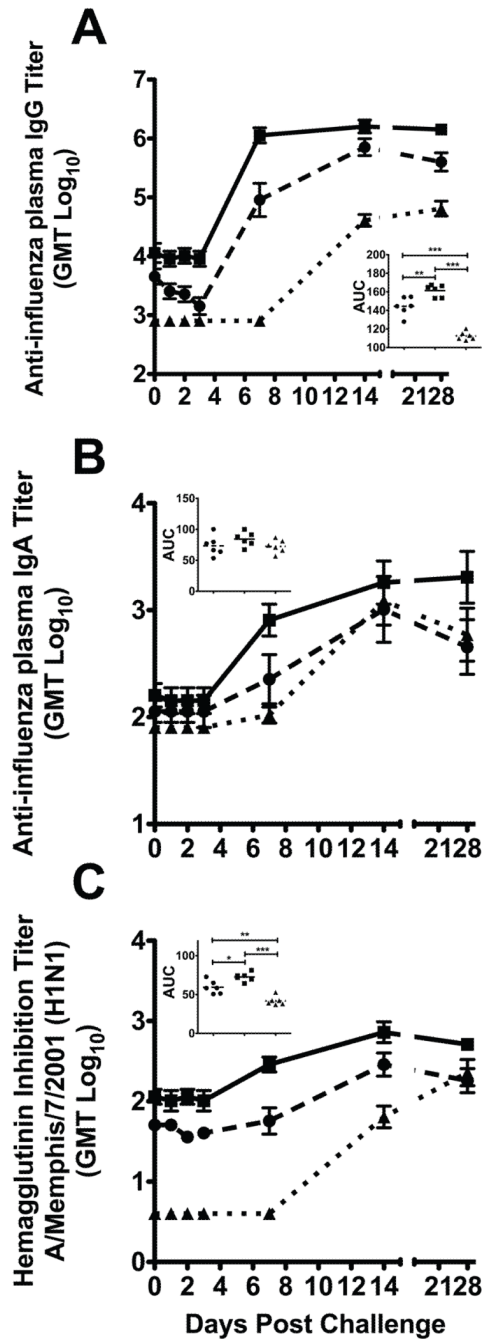 A
Anti-influenza plasma IgG Titer
(GMT Log10)
7
6
5
4
3
2
0 2 4 6 8 10 12 14 21 28
AUC
200
180
160
140
120
100
***
** ***
B
Anti-influenza plasma IgA Titer
(GMT Log10)
4
3
2
1
0 2 4 6 8 10 12 14 21 28
AUC
150
100
50
0
C
Hemagglutinin Inhibition Titer
A/Memphis/7/2001 (H1N1)
(GMT Log10)
4
3
2
1
0
0 2 4 6 8 10 12 14 21 28
AUC
100
50
0
**
* ***
Days Post Challenge